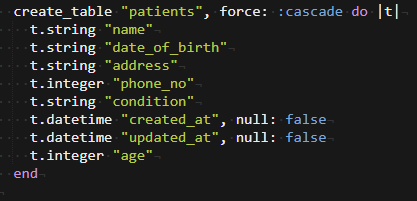 create_table "patients", force: :cascade do |t|
t.string "name"
t.string "date_of_birth"
t.string "address"
t.integer "phone_no"
t.string "condition"
t.datetime "created_at", null: false
t.datetime "updated_at", null: false
t.integer "age"
end